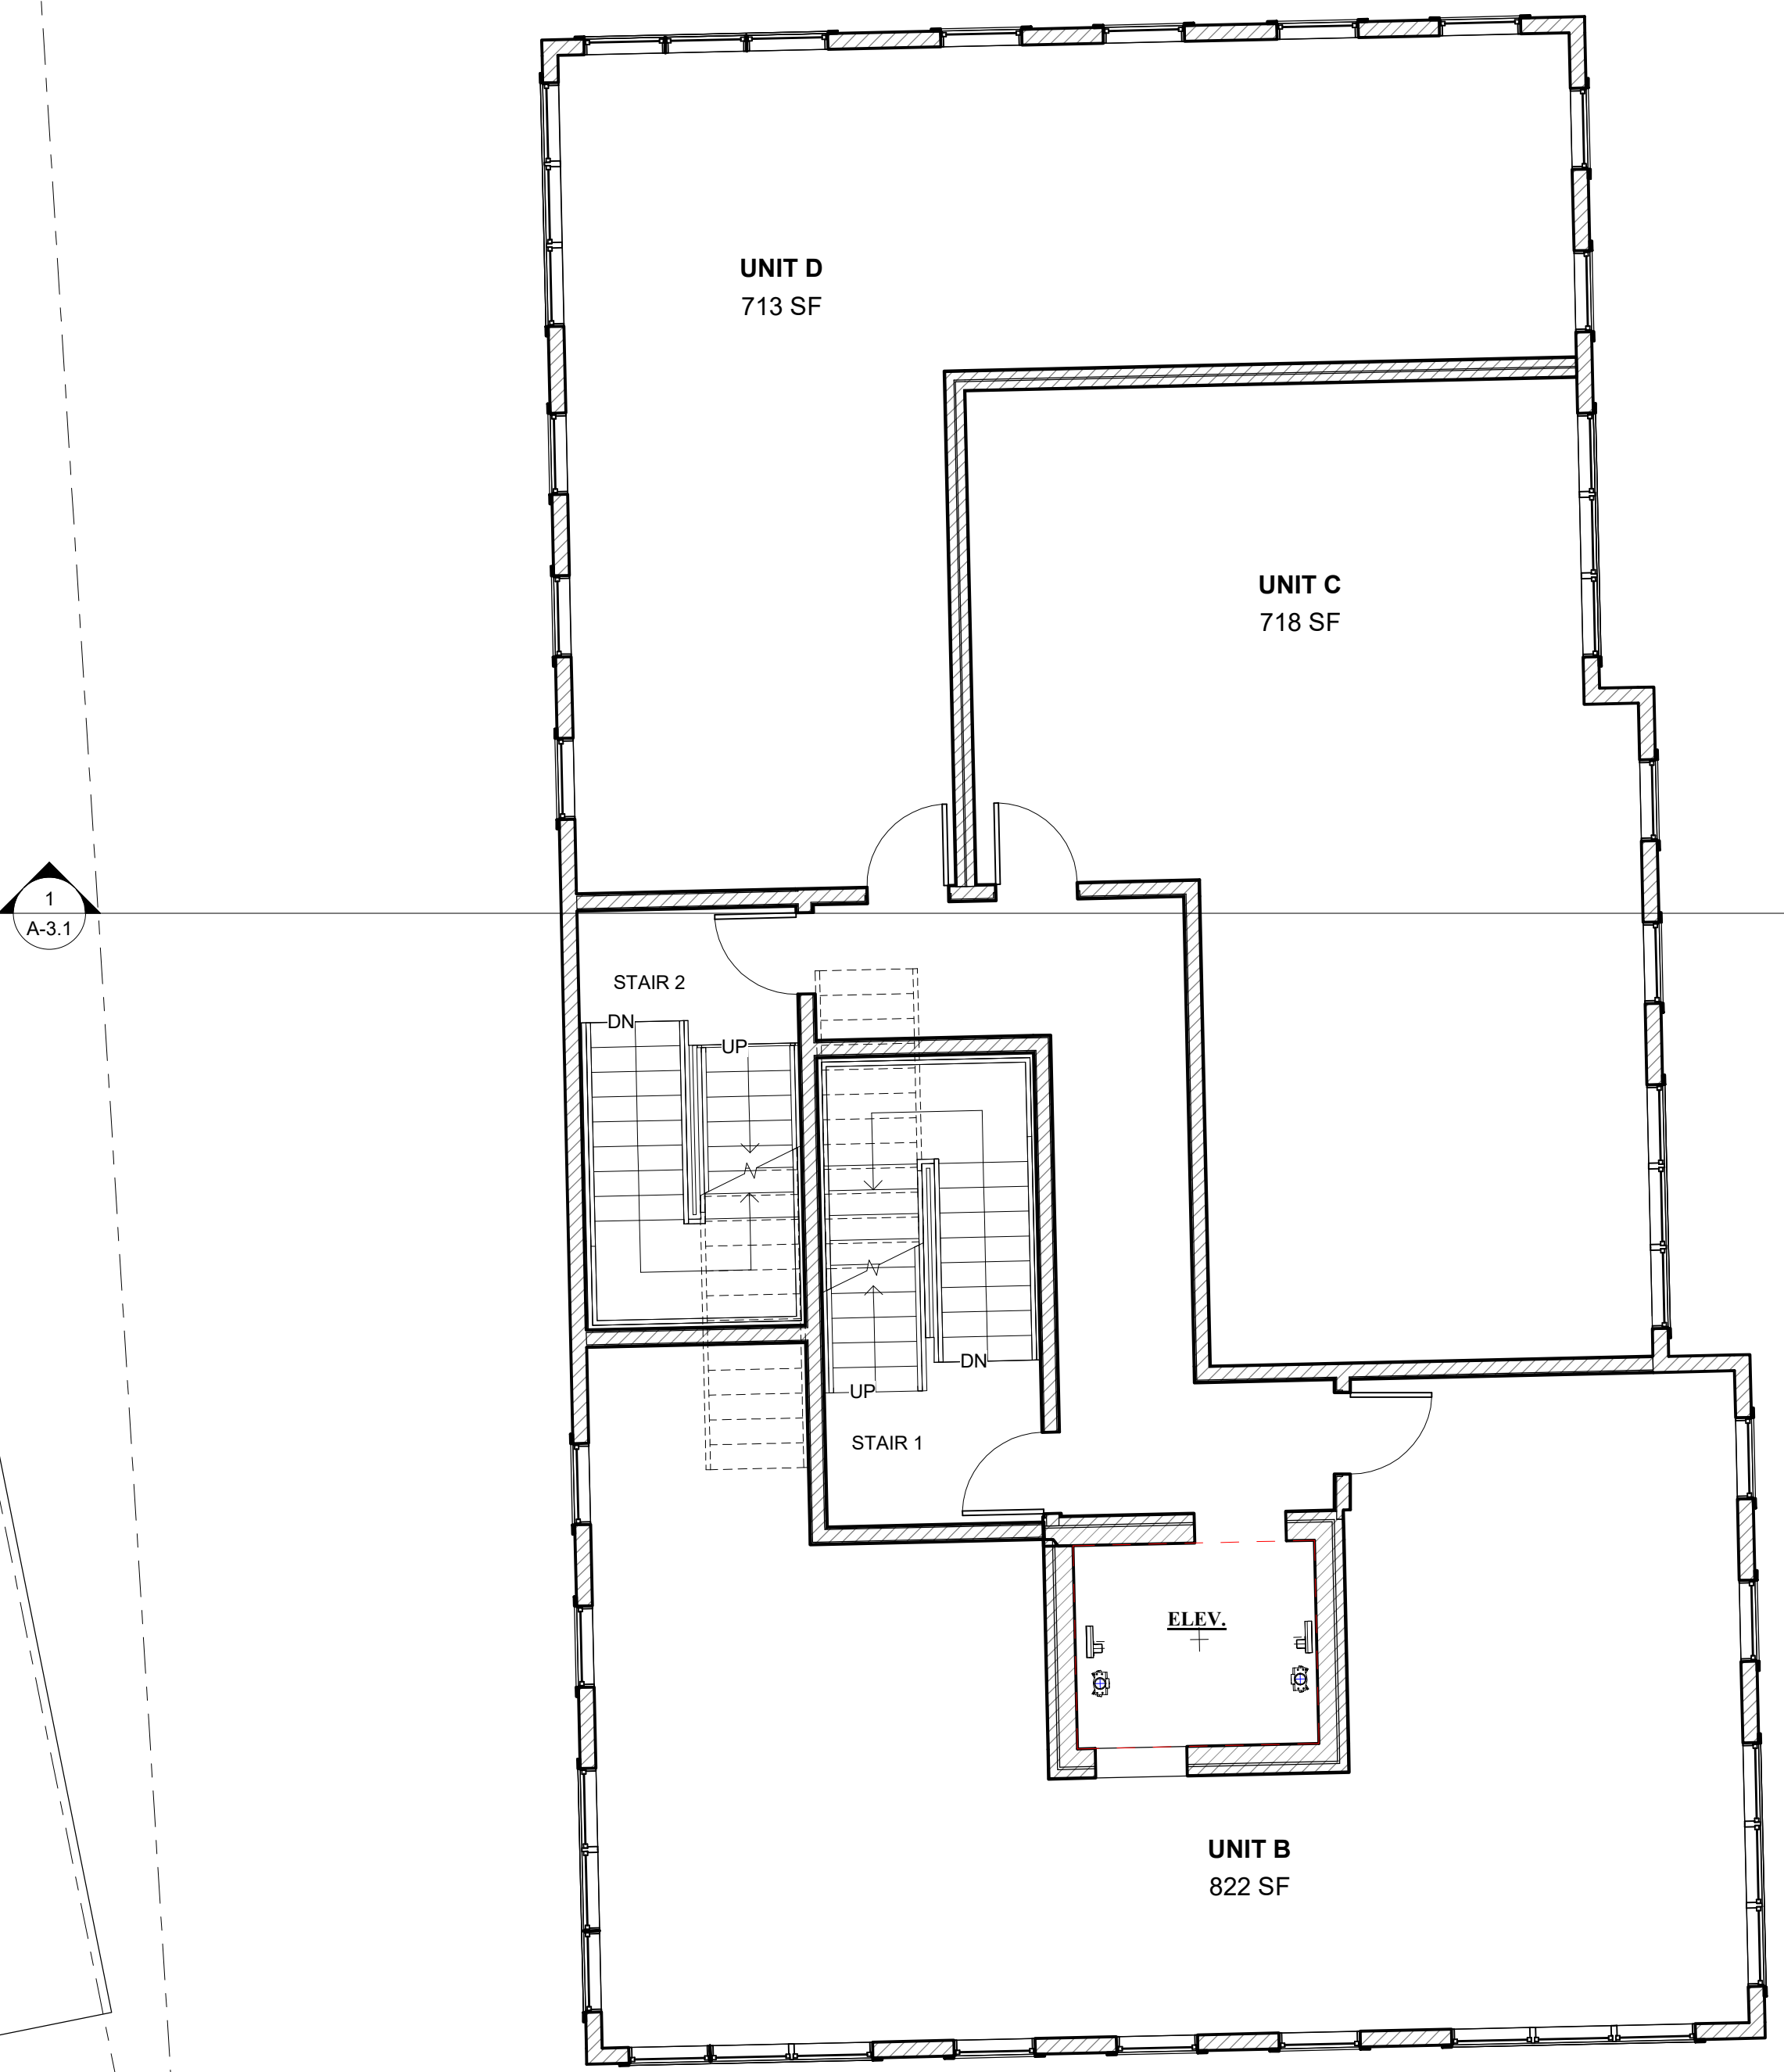 UNIT D
713 SF
UNIT C
718 SF
1
A-3.1
STAIR 2
DN
UP
DN
UP
STAIR 1
ELEV.
UNIT B
822 SF